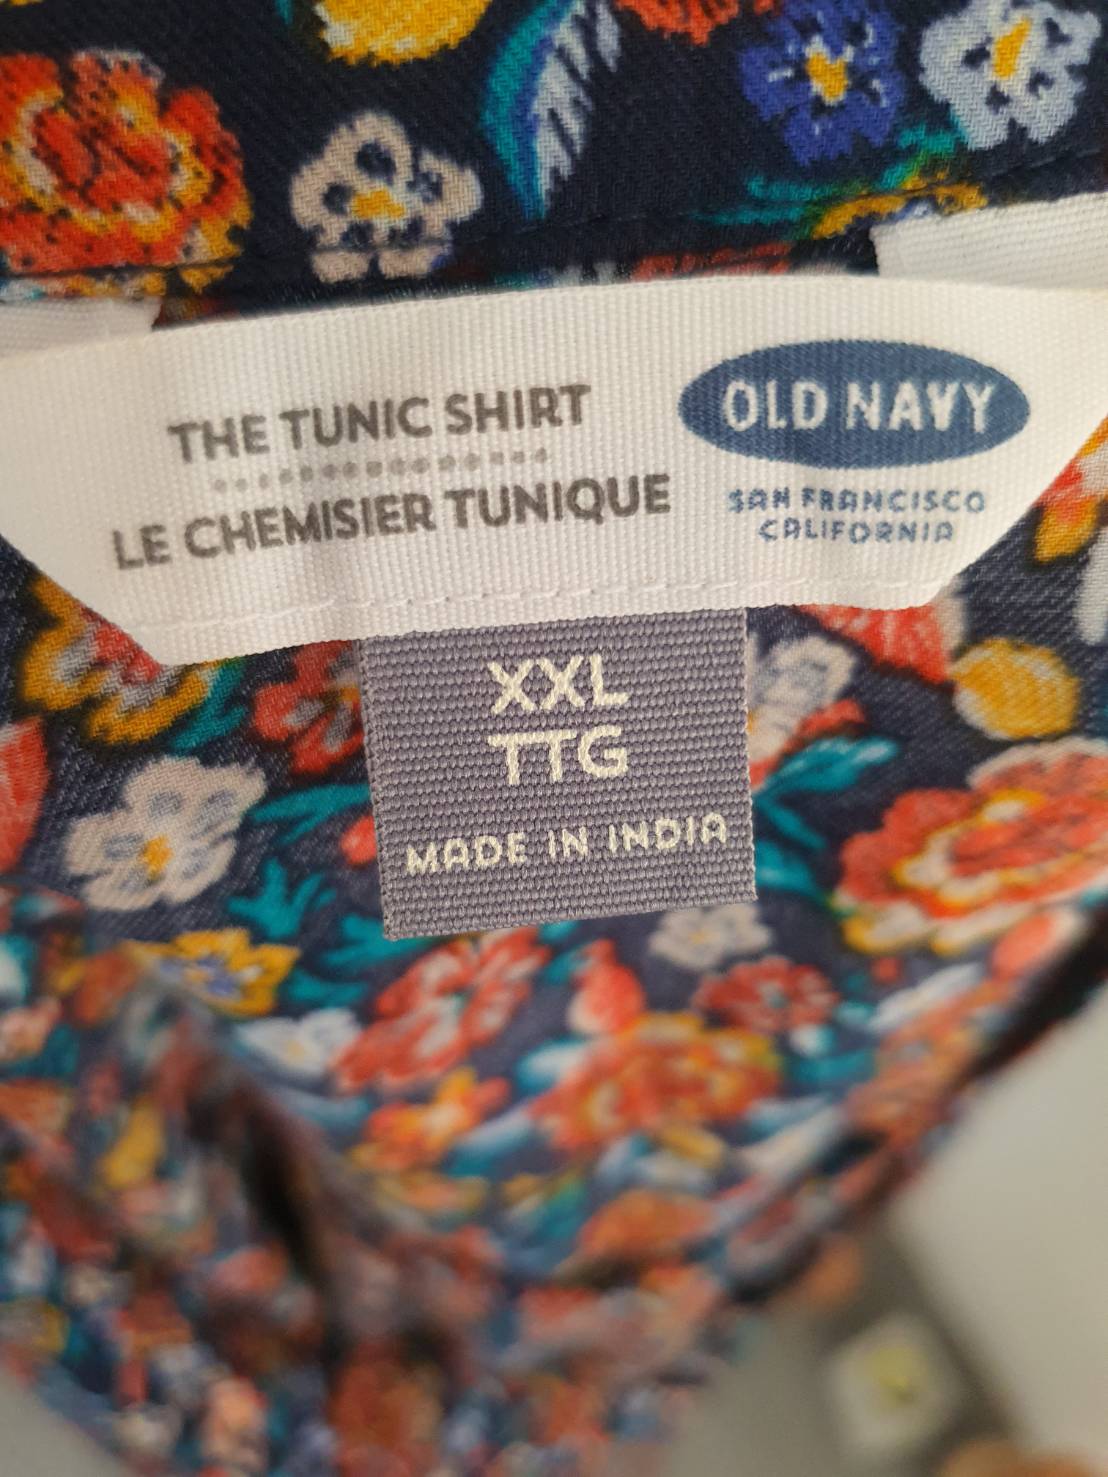 THE TUNIC SHIRT
LE CHEMISIER TUNIQUE
OLD NAVY
SAN FRANCISCO
CALIFORNIA
XXL
TTG
MADE IN INDIA